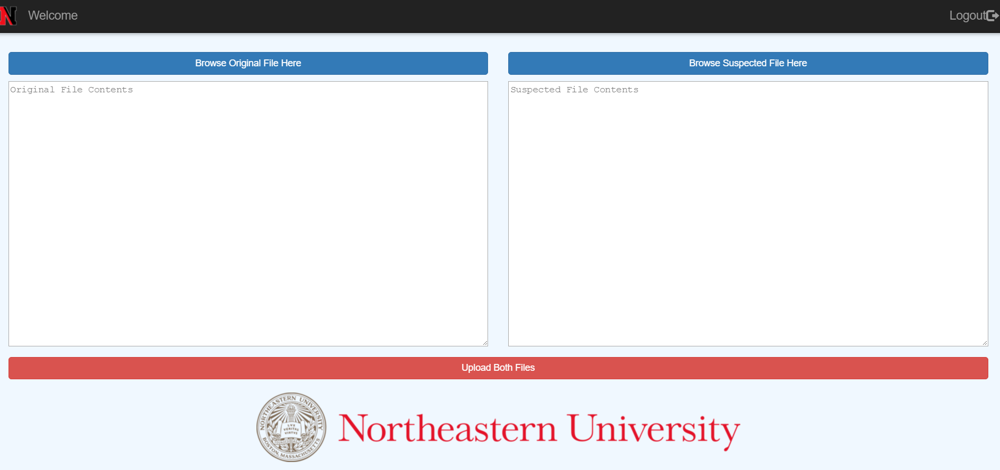 N Welcome
Logout
Browse Original File Here
Browse Suspected File Here
Original File Contents
Suspected File Contents
Upload Both Files
NORTHEASTERN UNIVERSITY
LVX
VERITAS
VIRTVS
BOSTON, MASSACHUSETTS
Northeastern University